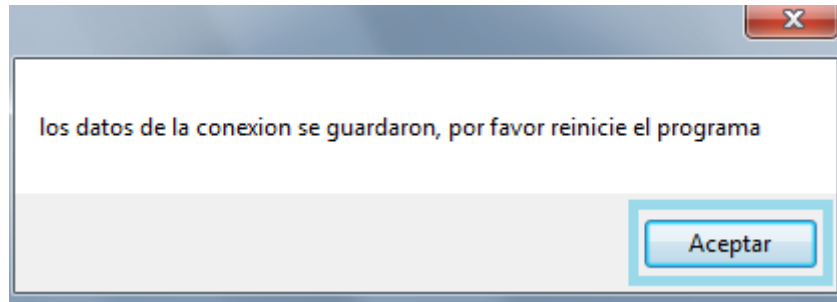 los datos de la conexion se guardaron, por favor reinicie el programa
Aceptar